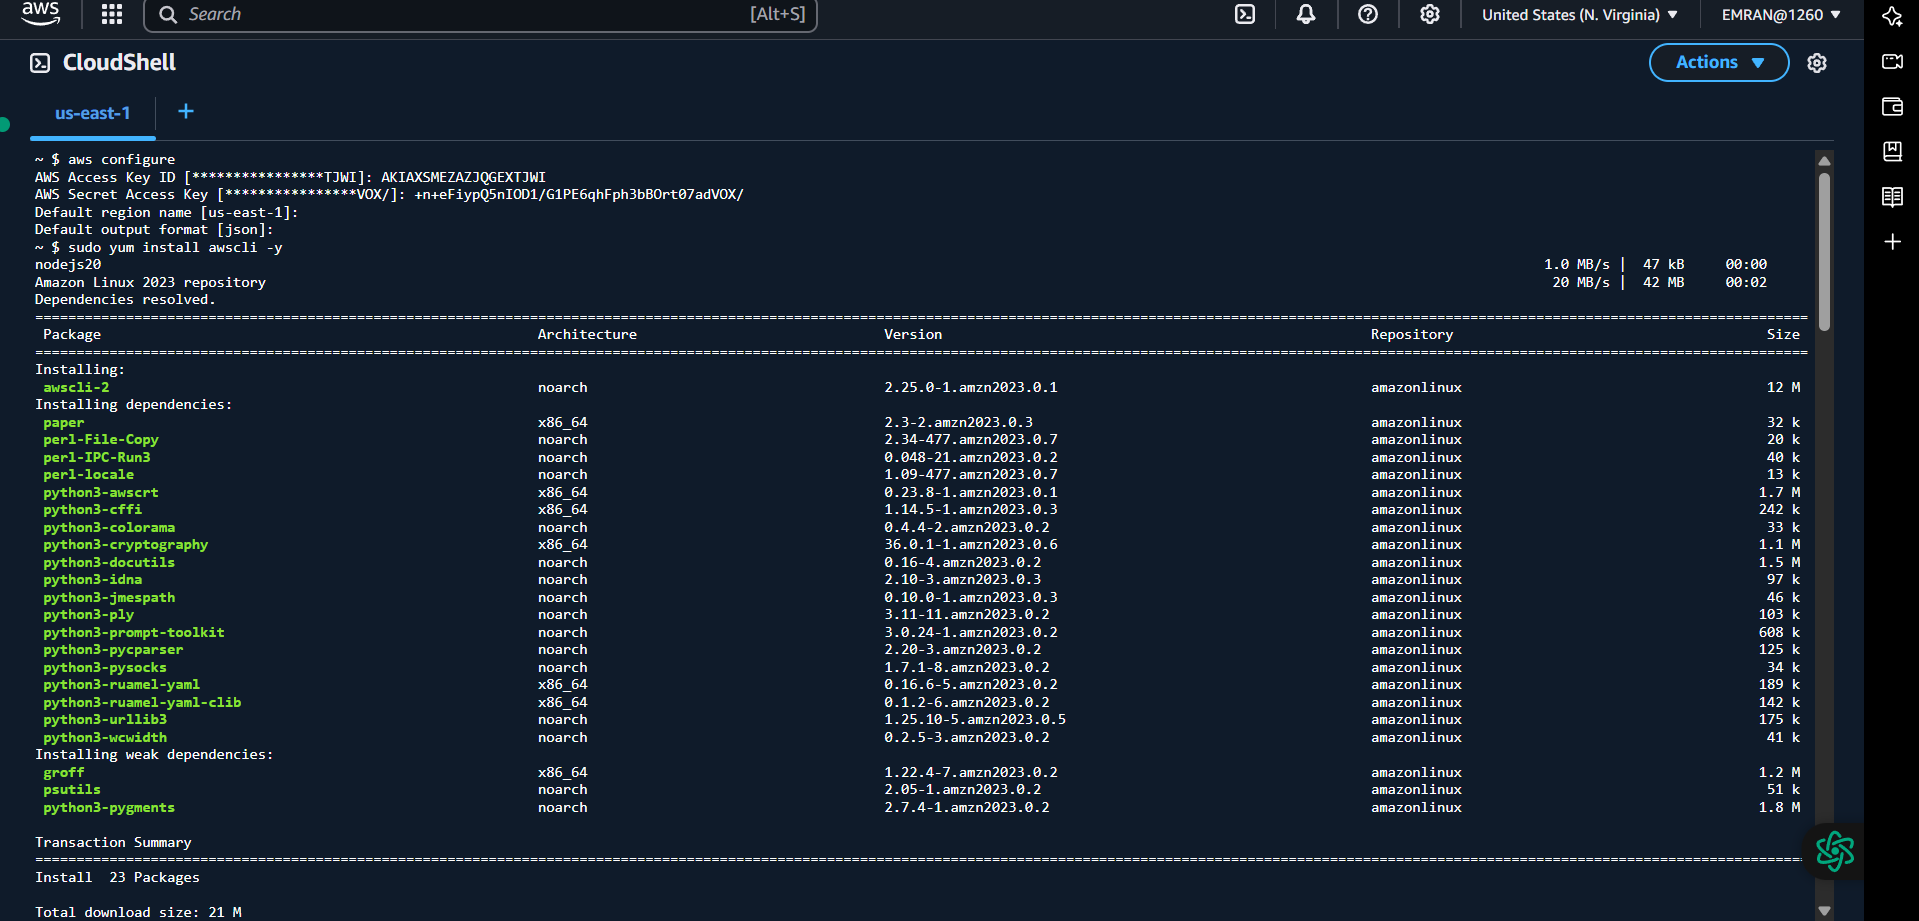 aws
Search [Alt+S]
United States (N. Virginia) ▼ EMRAN@1260 ▼
CloudShell
Actions ▼
us-east-1 +
~ $ aws configure
AWS Access Key ID [****************TJWI]: AKIAXSMEZAZJQGEXTJWI
AWS Secret Access Key [****************VOX/]: 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
Default region name [us-east-1]:
Default output format [json]:
~ $ sudo yum install awscli -y
nodejs20 1.0 MB/s | 47 kB 00:00
Amazon Linux 2023 repository 20 MB/s | 42 MB 00:02
Dependencies resolved.
Package Architecture Version Repository Size
Installing:
awscli-2 noarch 2.25.0-1.amzn2023.0.1 amazonlinux 12 M
Installing dependencies:
paper x86_64 2.3-2.amzn2023.0.3 amazonlinux 32 k
perl-File-Copy noarch 2.34-477.amzn2023.0.7 amazonlinux 20 k
perl-IPC-Run3 noarch 0.048-21.amzn2023.0.2 amazonlinux 40 k
perl-locale noarch 1.09-477.amzn2023.0.7 amazonlinux 13 k
python3-awscrt x86_64 0.23.8-1.amzn2023.0.1 amazonlinux 1.7 M
python3-cffi x86_64 1.14.5-1.amzn2023.0.3 amazonlinux 242 k
python3-colorama noarch 0.4.4-2.amzn2023.0.2 amazonlinux 33 k
python3-cryptography x86_64 36.0.1-1.amzn2023.0.6 amazonlinux 1.1 M
python3-docutils noarch 0.16-4.amzn2023.0.2 amazonlinux 1.5 M
python3-idna noarch 2.10-3.amzn2023.0.3 amazonlinux 97 k
python3-jmespath noarch 0.10.0-1.amzn2023.0.3 amazonlinux 46 k
python3-ply noarch 3.11-11.amzn2023.0.2 amazonlinux 103 k
python3-prompt-toolkit noarch 3.0.24-1.amzn2023.0.2 amazonlinux 608 k
python3-pycparser noarch 2.20-3.amzn2023.0.2 amazonlinux 125 k
python3-pysocks noarch 1.7.1-8.amzn2023.0.2 amazonlinux 34 k
python3-ruamel-yaml x86_64 0.16.6-5.amzn2023.0.2 amazonlinux 189 k
python3-ruamel-yaml-clib x86_64 0.1.2-6.amzn2023.0.2 amazonlinux 142 k
python3-urllib3 noarch 1.25.10-5.amzn2023.0.5 amazonlinux 175 k
python3-wcwidth noarch 0.2.5-3.amzn2023.0.2 amazonlinux 41 k
Installing weak dependencies:
groff x86_64 1.22.4-7.amzn2023.0.2 amazonlinux 1.2 M
psutils noarch 2.05-1.amzn2023.0.2 amazonlinux 51 k
python3-pygments noarch 2.7.4-1.amzn2023.0.2 amazonlinux 1.8 M
Transaction Summary
Install 23 Packages
Total download size: 21 M